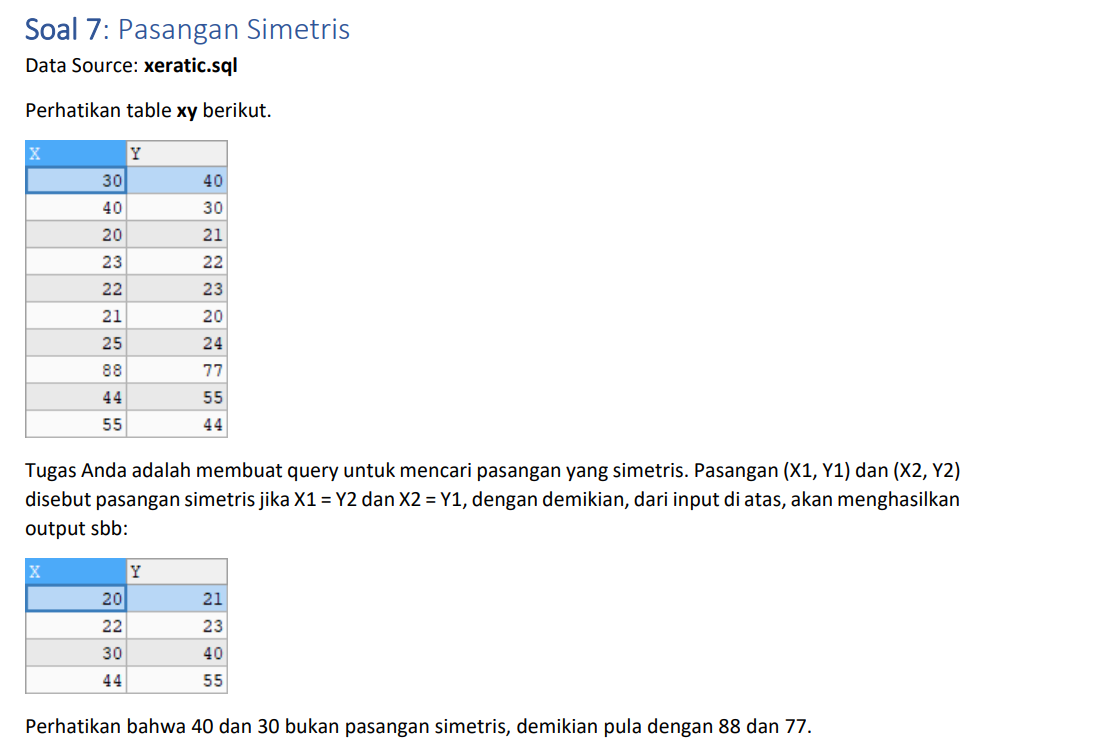 Soal 7: Pasangan Simetris
Data Source: xeratic.sql
Perhatikan table xy berikut.
X Y
30 40
40 30
20 21
23 22
22 23
21 20
25 24
88 77
44 55
55 44
Tugas Anda adalah membuat query untuk mencari pasangan yang simetris. Pasangan (X1, Y1) dan (X2, Y2)
disebut pasangan simetris jika X1 = Y2 dan X2 = Y1, dengan demikian, dari input di atas, akan menghasilkan
output sbb:
X Y
20 21
22 23
30 40
44 55
Perhatikan bahwa 40 dan 30 bukan pasangan simetris, demikian pula dengan 88 dan 77.